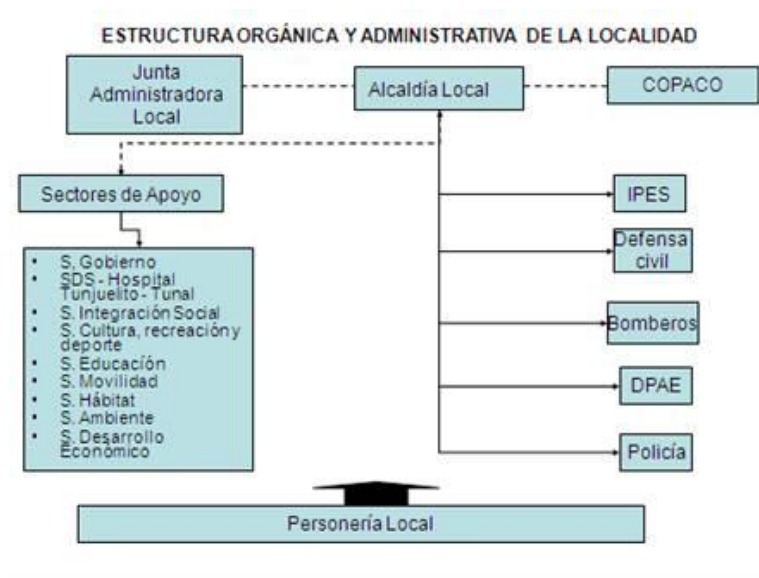 ESTRUCTURA ORGÁNICA Y ADMINISTRATIVA DE LA LOCALIDAD
Junta
Administradora
Local
Alcaldía Local
COPACO
Sectores de Apoyo
IPES
Defensa
civil
Bomberos
DPAE
Policía
• S, Gobierno
• SDS - Hospital
Tunjuelito - Tunal
• S. Integración Social
• S. Cultura, recreación y
deporte
• S. Educación
• S. Movilidad
• S. Hábitat
• S. Ambiente
• S. Desarrollo
Económico
Personería Local